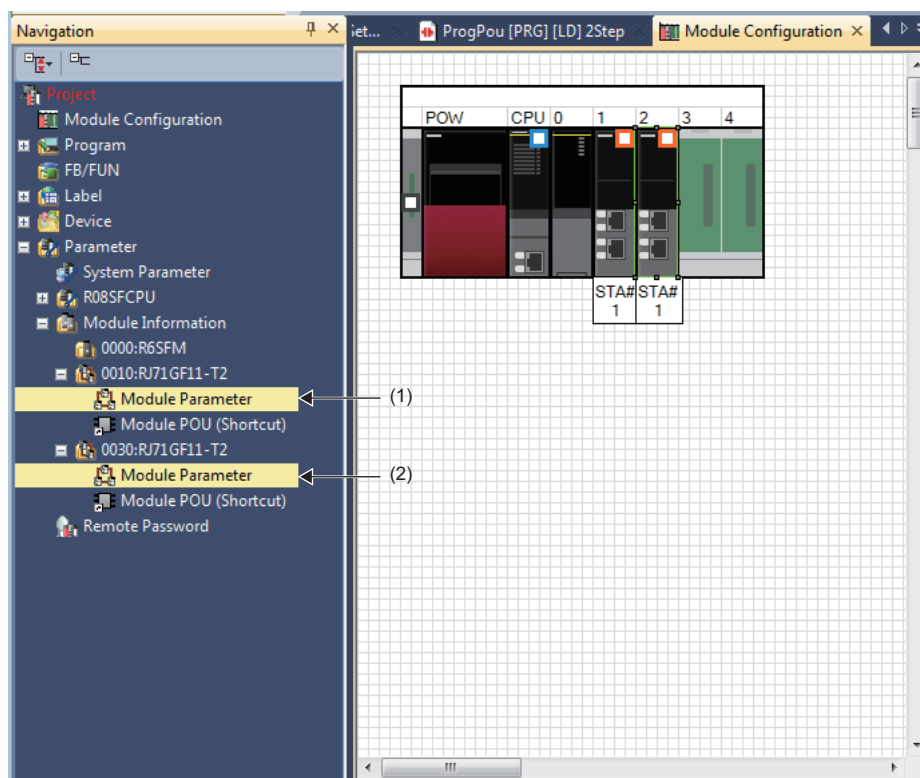 Navigation
Project
Module Configuration
Program
FB/FUN
Label
Device
Parameter
System Parameter
R08SFCPU
Module Information
0000:R6SFM
0010:RJ71GF11-T2
Module Parameter
Module POU (Shortcut)
0030:RJ71GF11-T2
Module Parameter
Module POU (Shortcut)
Remote Password
(1)
(2)
et... ProgPou [PRG] [LD] 2Step Module Configuration
POW CPU 0 1 2 3 4
STA# STA#
1 1